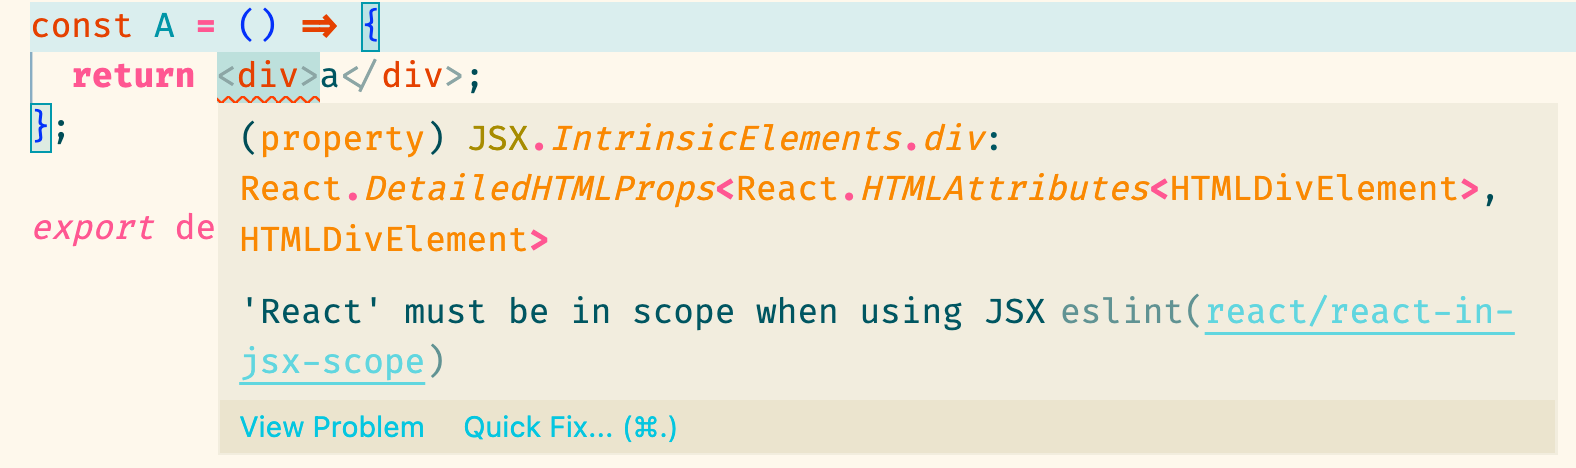 const A = () => {
return <div>a</div>;
};
export de
(property) JSX.IntrinsicElements.div:
React.DetailedHTMLProps<React.HTMLAttributes<HTMLDivElement>,
HTMLDivElement>
'React' must be in scope when using JSX eslint(react/react-in-
jsx-scope)
View Problem Quick Fix... (⌘.)